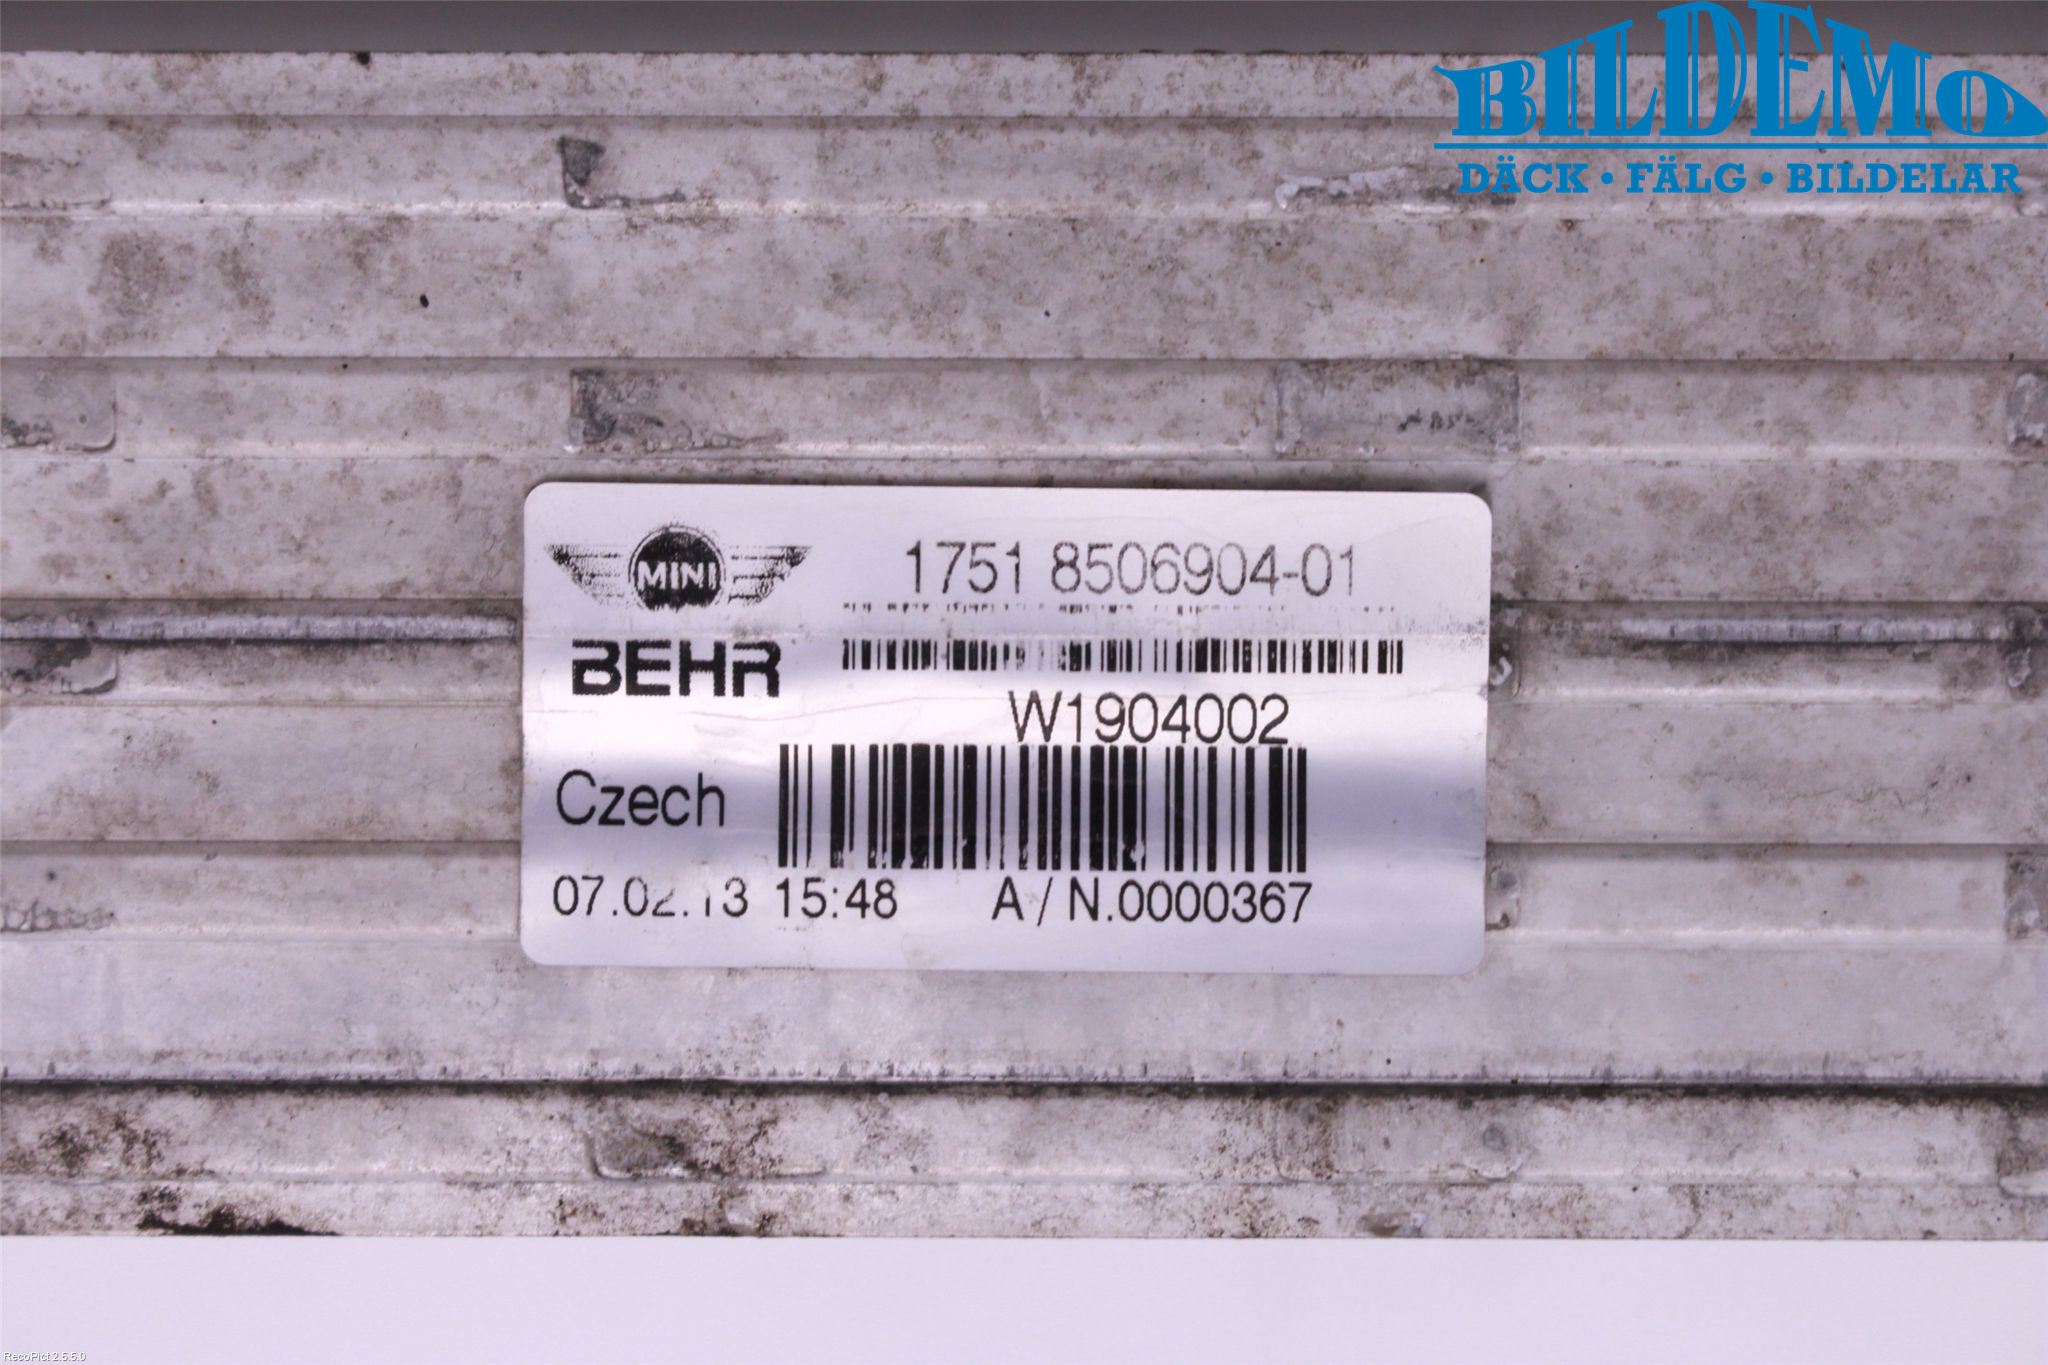 BILDEMO
DÄCK • FÄLG • BILDELAR
MINI
1751 8506904-01
BEHR
W1904002
Czech
07.02.13 15:48 A / N.0000367
RecoPict 2.5.5.0